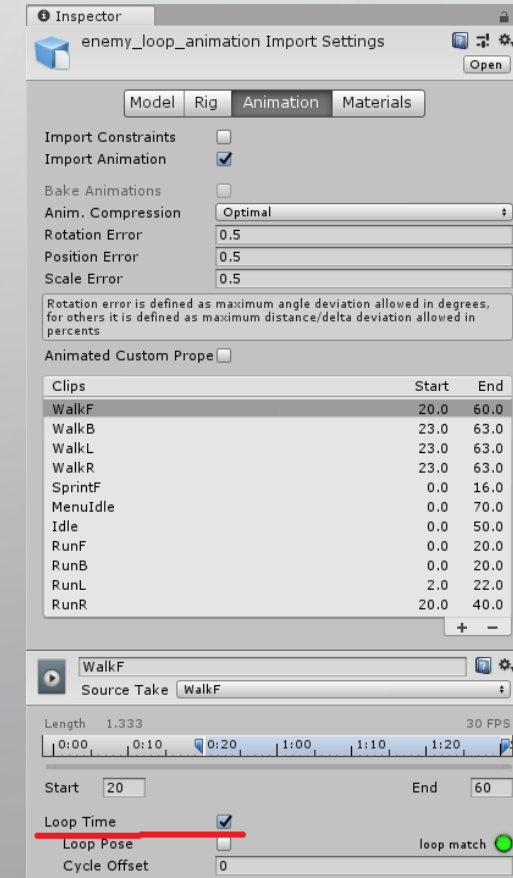 Inspector
enemy_loop_animation Import Settings
Open
Model Rig Animation Materials
Import Constraints
Import Animation
Bake Animations
Anim. Compression Optimal
Rotation Error 0.5
Position Error 0.5
Scale Error 0.5
Rotation error is defined as maximum angle deviation allowed in degrees,
for others it is defined as maximum distance/delta deviation allowed in
percents
Animated Custom Prope
Clips Start End
WalkF 20.0 60.0
WalkB 23.0 63.0
WalkL 23.0 63.0
WalkR 23.0 63.0
SprintF 0.0 16.0
MenuIdle 0.0 70.0
Idle 0.0 50.0
RunF 0.0 20.0
RunB 0.0 20.0
RunL 2.0 22.0
RunR 20.0 40.0
+ −
WalkF
Source Take WalkF
Length 1.333 30 FPS
0:00 0:10 0:20 1:00 1:10 1:20
Start 20 End 60
Loop Time
Loop Pose loop match
Cycle Offset 0